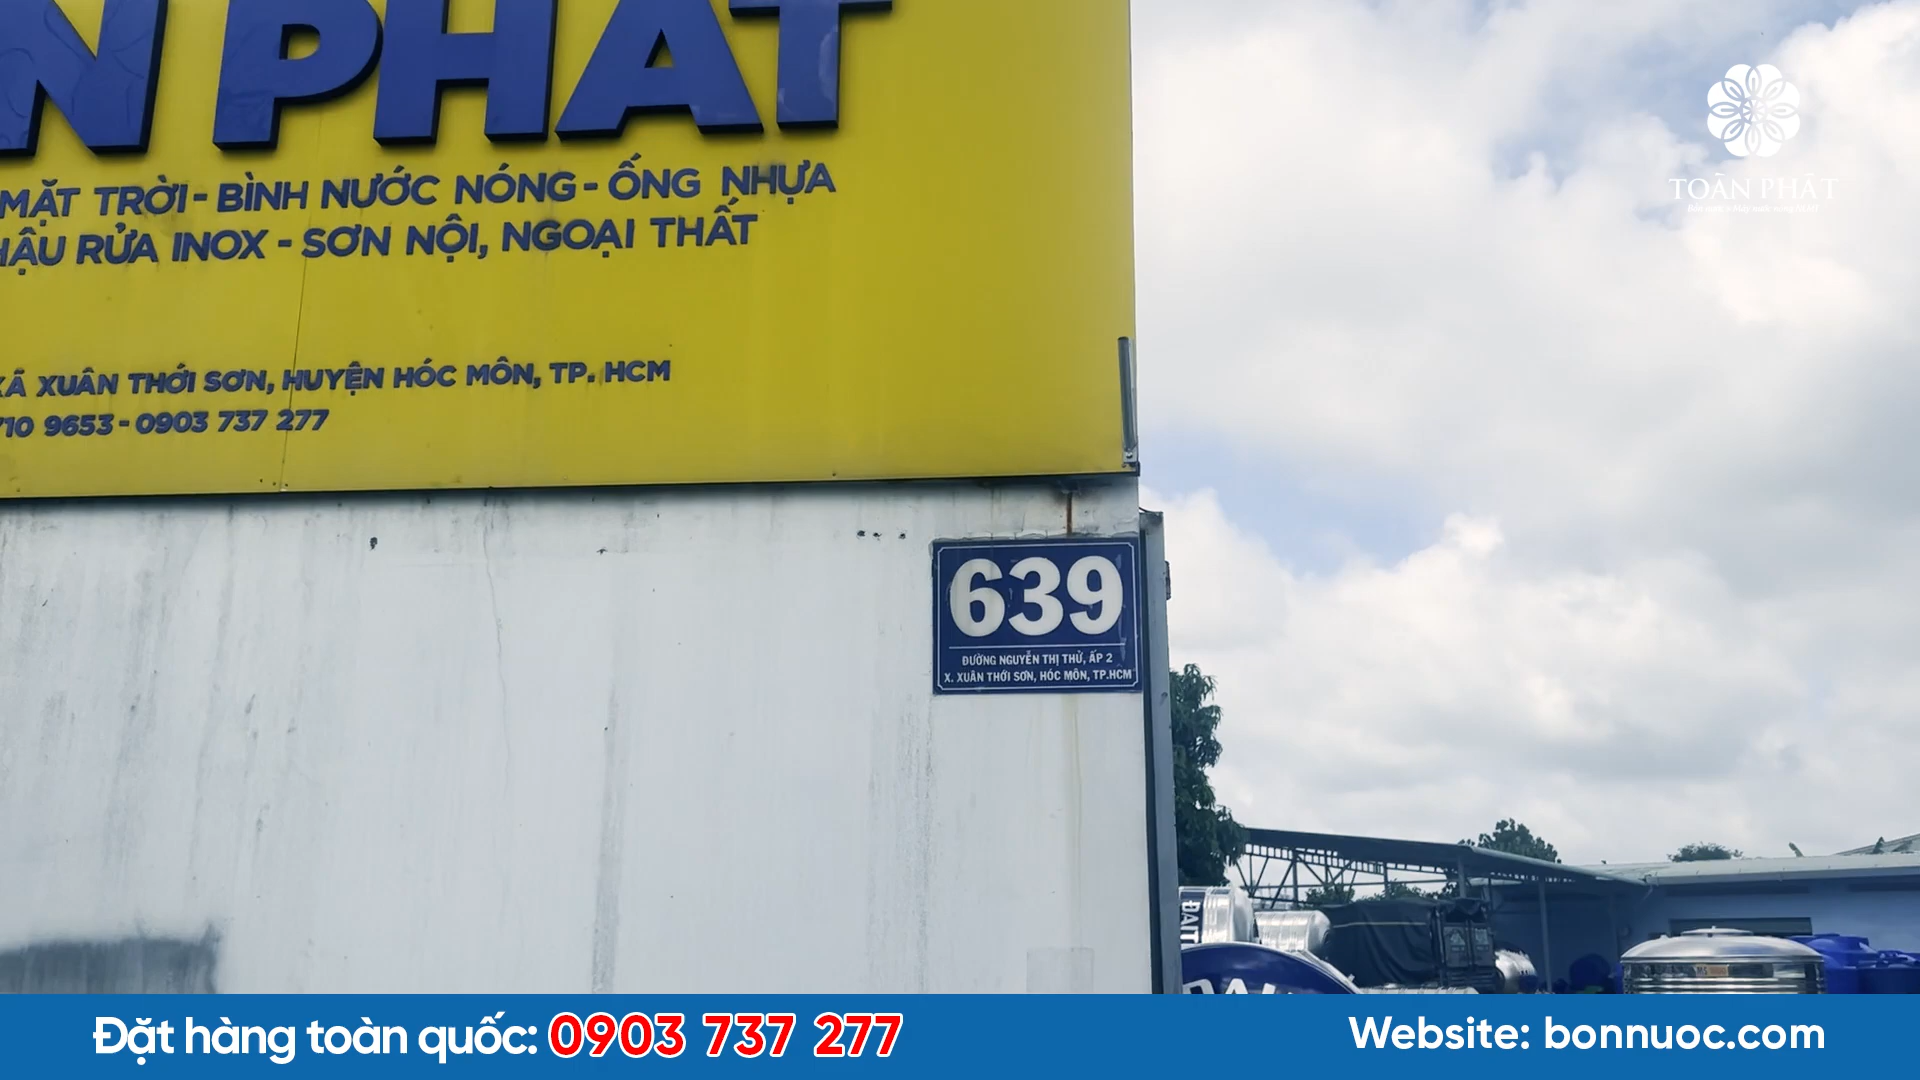 N PHÁT
MẶT TRỜI - BÌNH NƯỚC NÓNG - ỐNG NHỰA
HẬU RỬA INOX - SƠN NỘI, NGOẠI THẤT
XÃ XUÂN THỚI SƠN, HUYỆN HÓC MÔN, TP. HCM
710 9653 - 0903 737 277
TOÀN PHÁT
639
ĐƯỜNG NGUYỄN THỊ THỬ, ẤP 2
X. XUÂN THỚI SƠN, HÓC MÔN, TP.HCM
ĐẠT
Đặt hàng toàn quốc: 0903 737 277
Website: bonnuoc.com